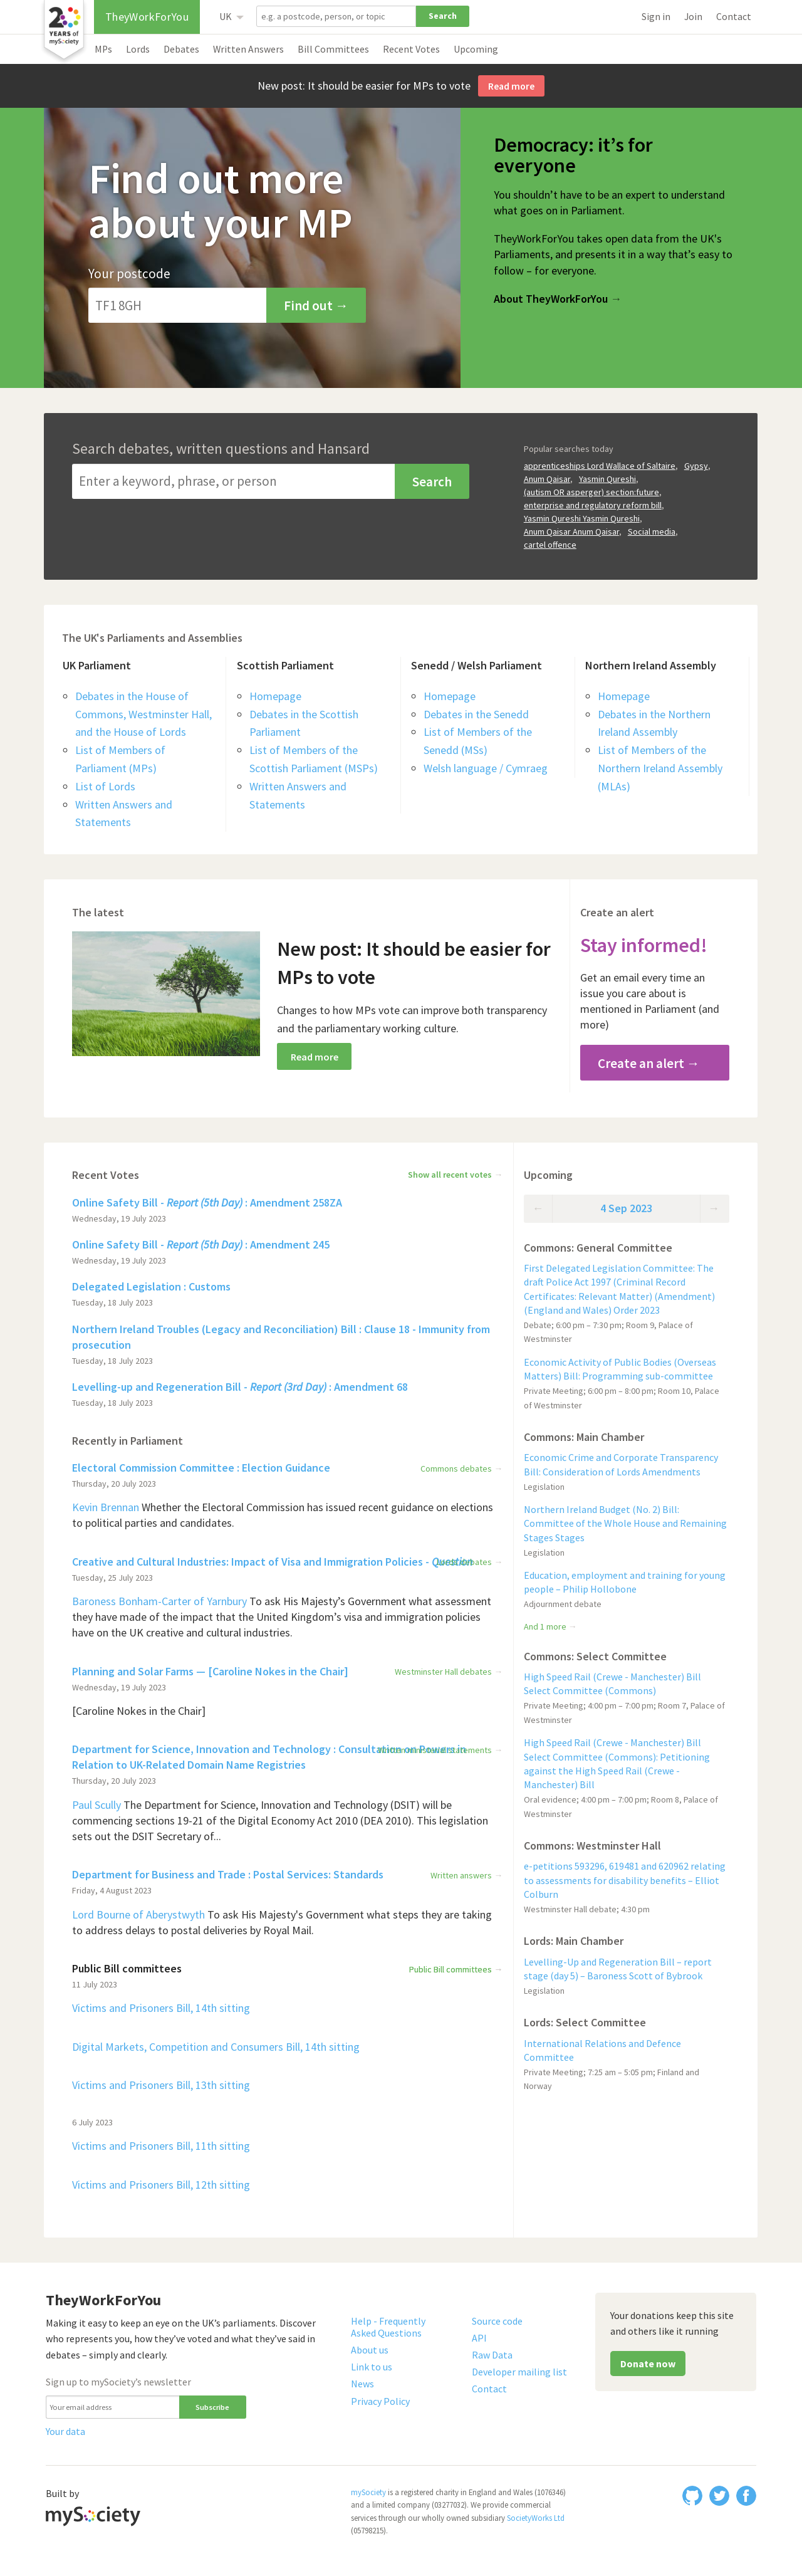 20
YEARS of
mySociety
TheyWorkForYou
UK
e.g. a postcode, person, or topic
Search
Sign in
Join
Contact
MPs
Lords
Debates
Written Answers
Bill Committees
Recent Votes
Upcoming
New post: It should be easier for MPs to vote
Read more
Find out more
about your MP
Your postcode
TF1 8GH
Find out →
Democracy: it’s for
everyone
You shouldn’t have to be an expert to understand
what goes on in Parliament.
TheyWorkForYou takes open data from the UK’s
Parliaments, and presents it in a way that’s easy to
follow – for everyone.
About TheyWorkForYou →
Search debates, written questions and Hansard
Enter a keyword, phrase, or person
Search
Popular searches today
apprenticeships Lord Wallace of Saltaire, Gypsy,
Anum Qaisar, Yasmin Qureshi,
(autism OR asperger) section:future,
enterprise and regulatory reform bill,
Yasmin Qureshi Yasmin Qureshi,
Anum Qaisar Anum Qaisar, Social media,
cartel offence
The UK's Parliaments and Assemblies
UK Parliament
Debates in the House of
Commons, Westminster Hall,
and the House of Lords
List of Members of
Parliament (MPs)
List of Lords
Written Answers and
Statements
Scottish Parliament
Homepage
Debates in the Scottish
Parliament
List of Members of the
Scottish Parliament (MSPs)
Written Answers and
Statements
Senedd / Welsh Parliament
Homepage
Debates in the Senedd
List of Members of the
Senedd (MSs)
Welsh language / Cymraeg
Northern Ireland Assembly
Homepage
Debates in the Northern
Ireland Assembly
List of Members of the
Northern Ireland Assembly
(MLAs)
The latest
New post: It should be easier for
MPs to vote
Changes to how MPs vote can improve both transparency
and the parliamentary working culture.
Read more
Create an alert
Stay informed!
Get an email every time an
issue you care about is
mentioned in Parliament (and
more)
Create an alert →
Recent Votes
Show all recent votes →
Online Safety Bill - Report (5th Day) : Amendment 258ZA
Wednesday, 19 July 2023
Online Safety Bill - Report (5th Day) : Amendment 245
Wednesday, 19 July 2023
Delegated Legislation : Customs
Tuesday, 18 July 2023
Northern Ireland Troubles (Legacy and Reconciliation) Bill : Clause 18 - Immunity from
prosecution
Tuesday, 18 July 2023
Levelling-up and Regeneration Bill - Report (3rd Day) : Amendment 68
Tuesday, 18 July 2023
Recently in Parliament
Electoral Commission Committee : Election Guidance
Commons debates →
Thursday, 20 July 2023
Kevin Brennan Whether the Electoral Commission has issued recent guidance on elections
to political parties and candidates.
Creative and Cultural Industries: Impact of Visa and Immigration Policies - Question
Tuesday, 25 July 2023
Baroness Bonham-Carter of Yarnbury To ask His Majesty’s Government what assessment
they have made of the impact that the United Kingdom’s visa and immigration policies
have on the UK creative and cultural industries.
Planning and Solar Farms — [Caroline Nokes in the Chair]
Westminster Hall debates →
Wednesday, 19 July 2023
[Caroline Nokes in the Chair]
Department for Science, Innovation and Technology : Consultation on Powers in
Relation to UK-Related Domain Name Registries
Thursday, 20 July 2023
Paul Scully The Department for Science, Innovation and Technology (DSIT) will be
commencing sections 19-21 of the Digital Economy Act 2010 (DEA 2010). This legislation
sets out the DSIT Secretary of...
Department for Business and Trade : Postal Services: Standards
Written answers →
Friday, 4 August 2023
Lord Bourne of Aberystwyth To ask His Majesty's Government what steps they are taking
to address delays to postal deliveries by Royal Mail.
Public Bill committees
Public Bill committees →
11 July 2023
Victims and Prisoners Bill, 14th sitting
Digital Markets, Competition and Consumers Bill, 14th sitting
Victims and Prisoners Bill, 13th sitting
6 July 2023
Victims and Prisoners Bill, 11th sitting
Victims and Prisoners Bill, 12th sitting
Upcoming
← 4 Sep 2023 →
Commons: General Committee
First Delegated Legislation Committee: The
draft Police Act 1997 (Criminal Record
Certificates: Relevant Matter) (Amendment)
(England and Wales) Order 2023
Debate; 6:00 pm – 7:30 pm; Room 9, Palace of
Westminster
Economic Activity of Public Bodies (Overseas
Matters) Bill: Programming sub-committee
Private Meeting; 6:00 pm – 8:00 pm; Room 10, Palace
of Westminster
Commons: Main Chamber
Economic Crime and Corporate Transparency
Bill: Consideration of Lords Amendments
Legislation
Northern Ireland Budget (No. 2) Bill:
Committee of the Whole House and Remaining
Stages Stages
Legislation
Education, employment and training for young
people – Philip Hollobone
Adjournment debate
And 1 more →
Commons: Select Committee
High Speed Rail (Crewe - Manchester) Bill
Select Committee (Commons)
Private Meeting; 4:00 pm – 7:00 pm; Room 7, Palace of
Westminster
High Speed Rail (Crewe - Manchester) Bill
Select Committee (Commons): Petitioning
against the High Speed Rail (Crewe -
Manchester) Bill
Oral evidence; 4:00 pm – 7:00 pm; Room 8, Palace of
Westminster
Commons: Westminster Hall
e-petitions 593296, 619481 and 620962 relating
to assessments for disability benefits – Elliot
Colburn
Westminster Hall debate; 4:30 pm
Lords: Main Chamber
Levelling-Up and Regeneration Bill – report
stage (day 5) – Baroness Scott of Bybrook
Legislation
Lords: Select Committee
International Relations and Defence
Committee
Private Meeting; 7:25 am – 5:05 pm; Finland and
Norway
TheyWorkForYou
Making it easy to keep an eye on the UK’s parliaments. Discover
who represents you, how they’ve voted and what they’ve said in
debates – simply and clearly.
Sign up to mySociety’s newsletter
Your email address
Subscribe
Your data
Help - Frequently
Asked Questions
About us
Link to us
News
Privacy Policy
Source code
API
Raw Data
Developer mailing list
Contact
Your donations keep this site
and others like it running
Donate now
Built by
mySociety
mySociety is a registered charity in England and Wales (1076346)
and a limited company (03277032). We provide commercial
services through our wholly owned subsidiary SocietyWorks Ltd
(05798215).